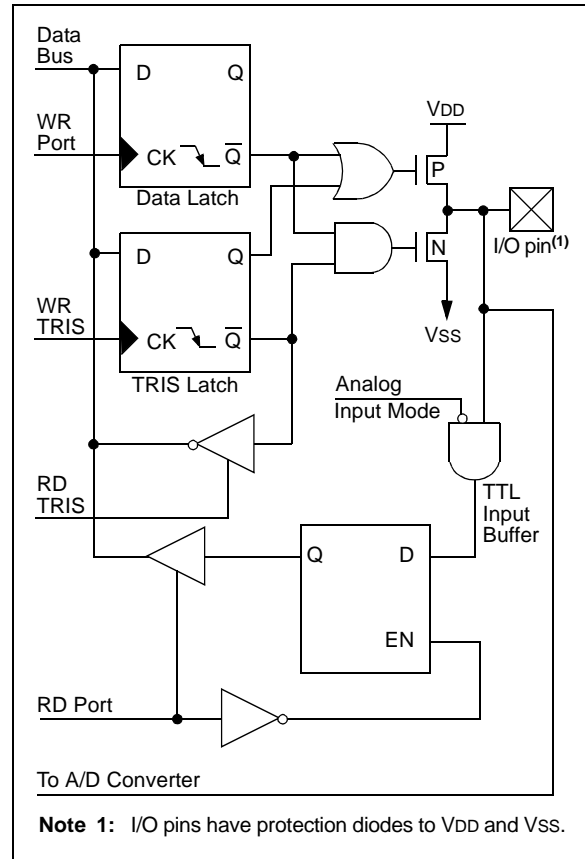 Data
Bus
D
Q
WR
Port
CK
Q̅
Data Latch
VDD
P
I/O pin(1)
N
VSS
D
Q
WR
TRIS
CK
Q̅
TRIS Latch
Analog
Input Mode
RD
TRIS
TTL
Input
Buffer
Q
D
EN
RD Port
To A/D Converter
Note 1: I/O pins have protection diodes to VDD and VSS.